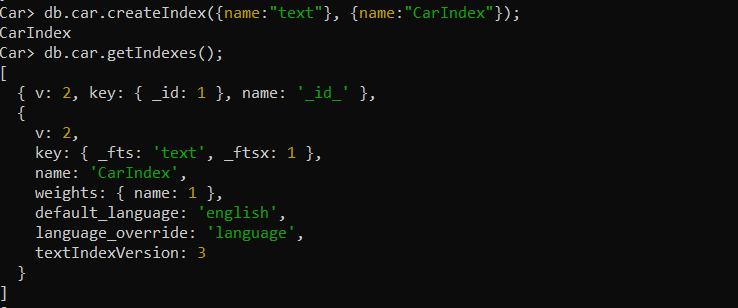 Car> db.car.createIndex({name:"text"}, {name:"CarIndex"});
CarIndex
Car> db.car.getIndexes();
[
  { v: 2, key: { _id: 1 }, name: '_id_' },
  {
    v: 2,
    key: { _fts: 'text', _ftsx: 1 },
    name: 'CarIndex',
    weights: { name: 1 },
    default_language: 'english',
    language_override: 'language',
    textIndexVersion: 3
  }
]